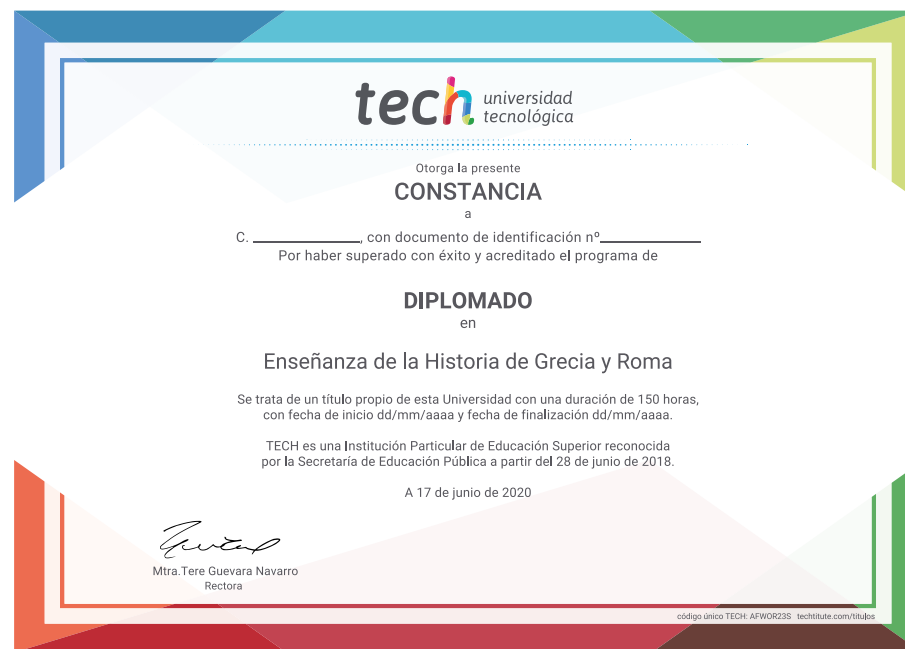 tech universidad
tecnológica
Otorga la presente
CONSTANCIA
a
C. ____________, con documento de identificación nº____________
Por haber superado con éxito y acreditado el programa de
DIPLOMADO
en
Enseñanza de la Historia de Grecia y Roma
Se trata de un título propio de esta Universidad con una duración de 150 horas,
con fecha de inicio dd/mm/aaaa y fecha de finalización dd/mm/aaaa.
TECH es una Institución Particular de Educación Superior reconocida
por la Secretaría de Educación Pública a partir del 28 de junio de 2018.
A 17 de junio de 2020
Mtra.Tere Guevara Navarro
Rectora
código único TECH: AFWOR23S techtitute.com/titulos